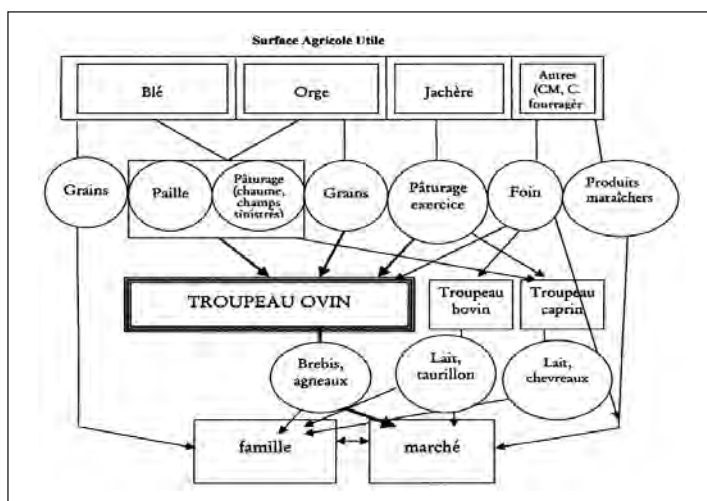 Surface Agricole Utile
Blé
Orge
Jachère
Autres
(CM, C.
fourragér
Grains
Paille
Pâturage
(chaume,
champs
sinistrés)
Grains
Pâturage
exercice
Foin
Produits
maraîchers
TROUPEAU OVIN
Troupeau
bovin
Troupeau
caprin
Brebis,
agneaux
Lait,
taurillon
Lait,
chevreaux
famille
marché